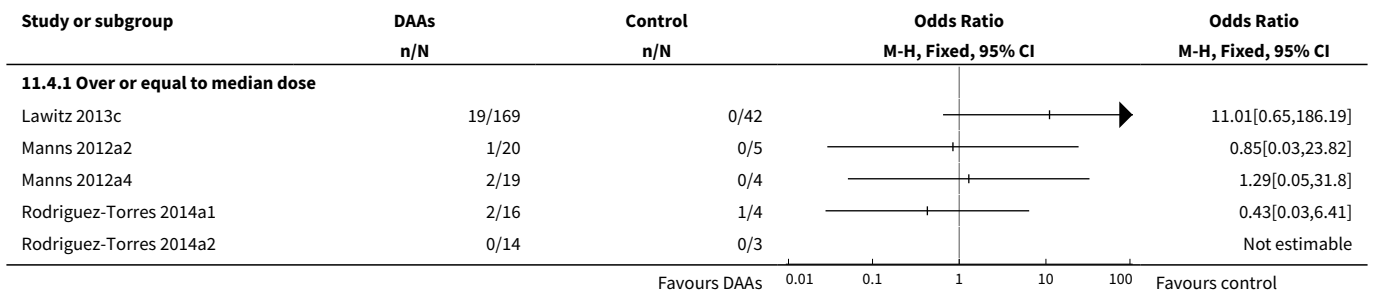 Study or subgroup DAAs Control Odds Ratio Odds Ratio
n/N n/N M-H, Fixed, 95% CI M-H, Fixed, 95% CI
11.4.1 Over or equal to median dose
Lawitz 2013c 19/169 0/42 11.01[0.65,186.19]
Manns 2012a2 1/20 0/5 0.85[0.03,23.82]
Manns 2012a4 2/19 0/4 1.29[0.05,31.8]
Rodriguez-Torres 2014a1 2/16 1/4 0.43[0.03,6.41]
Rodriguez-Torres 2014a2 0/14 0/3 Not estimable
Favours DAAs 0.01 0.1 1 10 100 Favours control